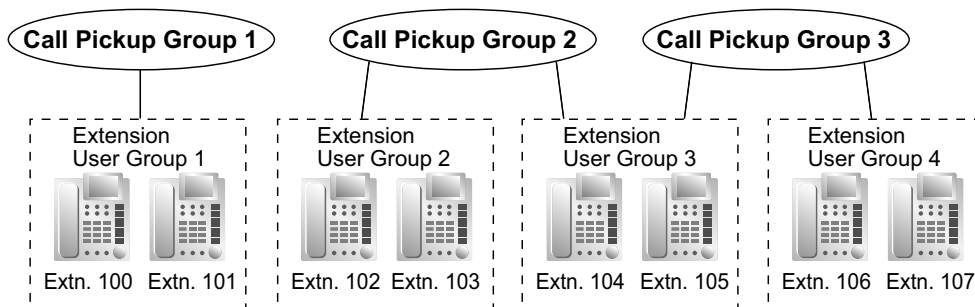 Call Pickup Group 1
Call Pickup Group 2
Call Pickup Group 3
Extension
User Group 1
Extension
User Group 2
Extension
User Group 3
Extension
User Group 4
Extn. 100
Extn. 101
Extn. 102
Extn. 103
Extn. 104
Extn. 105
Extn. 106
Extn. 107